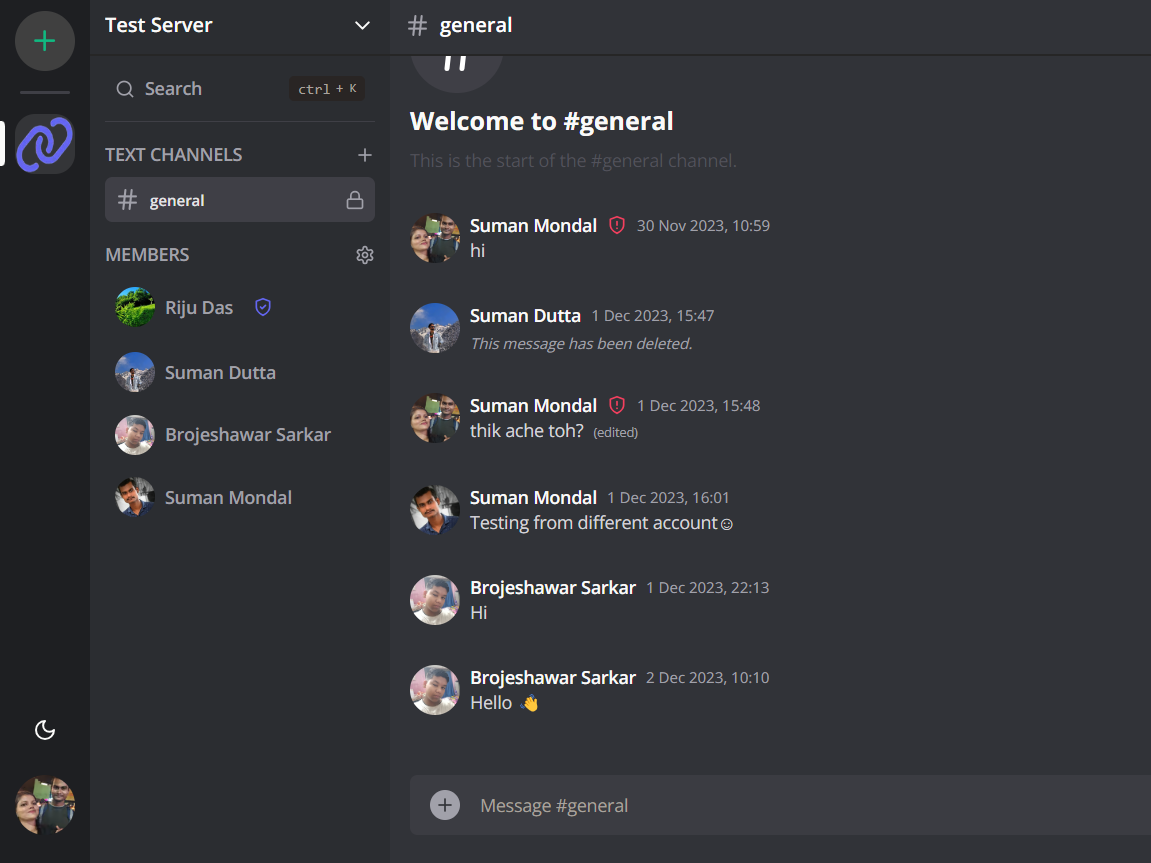 Test Server
Search ctrl + K
TEXT CHANNELS
general
MEMBERS
Riju Das
Suman Dutta
Brojeshawar Sarkar
Suman Mondal
# general
Welcome to #general
This is the start of the #general channel.
Suman Mondal 30 Nov 2023, 10:59
hi
Suman Dutta 1 Dec 2023, 15:47
This message has been deleted.
Suman Mondal 1 Dec 2023, 15:48
thik ache toh? (edited)
Suman Mondal 1 Dec 2023, 16:01
Testing from different account☺
Brojeshawar Sarkar 1 Dec 2023, 22:13
Hi
Brojeshawar Sarkar 2 Dec 2023, 10:10
Hello 👋
Message #general